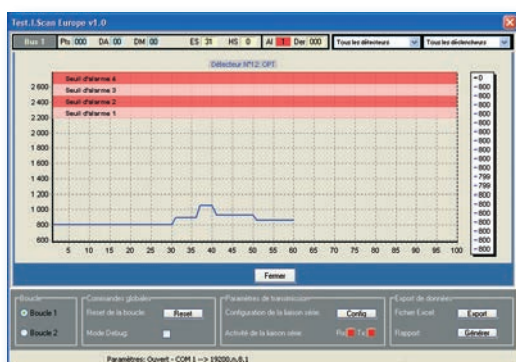 Test.I.Scan Europe v1.0
Bus 1 Pts 000 DA 00 DM 00 ES 31 HS 0 Al 1 Der 000 Tous les détecteurs Tous les déclencheurs
Détecteur N°12: OPT
Seuil d'alarme 4
Seuil d'alarme 3
Seuil d'alarme 2
Seuil d'alarme 1
2 600
2 400
2 200
2 000
1 800
1 600
1 400
1 200
1 000
800
600
5 10 15 20 25 30 35 40 45 50 55 60 65 70 75 80 85 90 95 100
0
800
800
800
800
800
800
800
800
800
799
799
800
800
800
800
800
800
800
800
Fermer
Boucle
Boucle 1
Boucle 2
Commandes globales
Reset de la boucle Reset
Mode Debug
Paramètres de transmission
Configuration de la liaison série Config
Activité de la liaison série Rx Tx
Export de données
Fichier Excel Export
Rapport Générer
Paramètres: Ouvert - COM 1 --> 19200,n,8,1